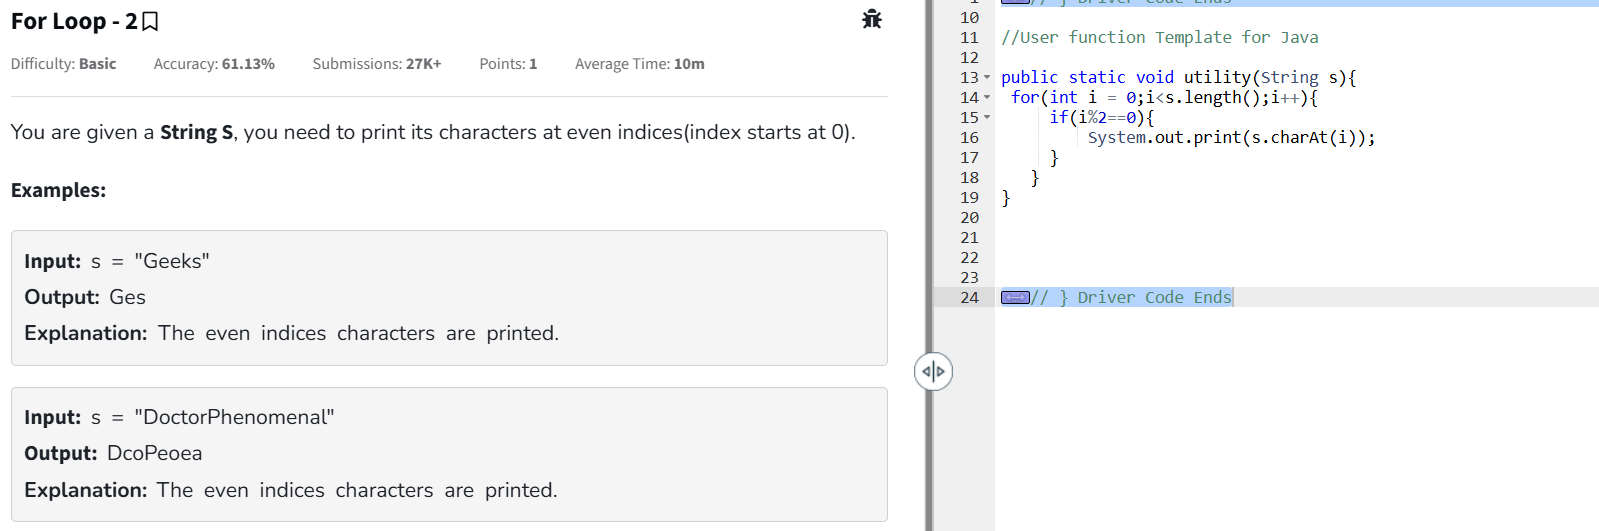 For Loop - 2
Difficulty: Basic Accuracy: 61.13% Submissions: 27K+ Points: 1 Average Time: 10m
You are given a String S, you need to print its characters at even indices(index starts at 0).
Examples:
Input: s = "Geeks"
Output: Ges
Explanation: The even indices characters are printed.
Input: s = "DoctorPhenomenal"
Output: DcoPeoea
Explanation: The even indices characters are printed.
1 // } Driver Code Ends
10
11 //User function Template for Java
12
13 public static void utility(String s){
14 for(int i = 0;i<s.length();i++){
15 if(i%2==0){
16 System.out.print(s.charAt(i));
17 }
18 }
19 }
20
21
22
23
24 // } Driver Code Ends